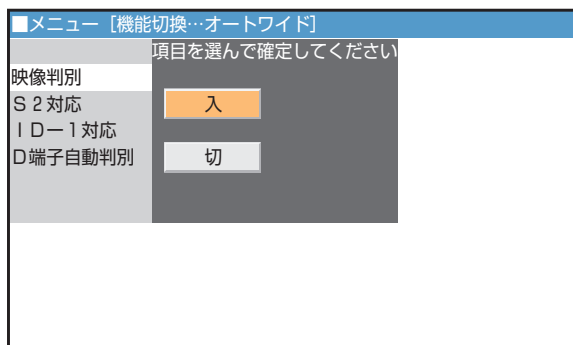 ■メニュー［機能切換…オートワイド］
項目を選んで確定してください
映像判別
S2対応
入
ID－1対応
D端子自動判別
切